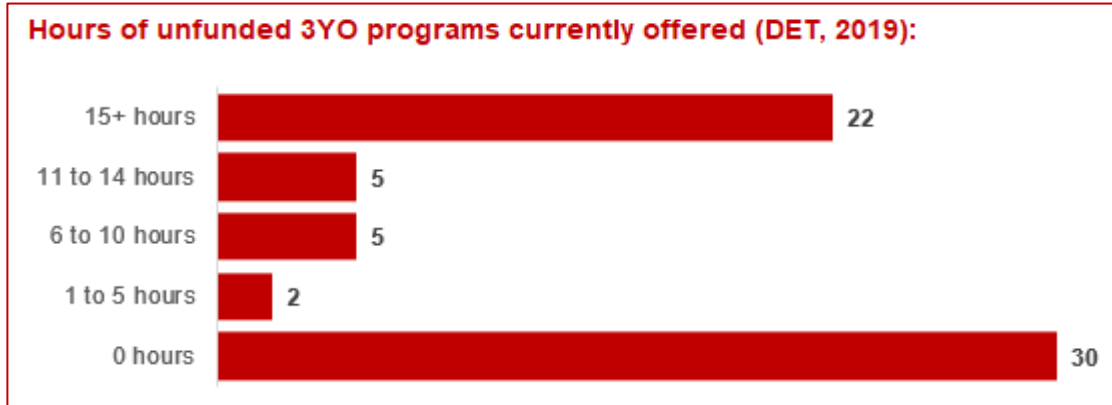 Hours of unfunded 3YO programs currently offered (DET, 2019):
15+ hours 22
11 to 14 hours 5
6 to 10 hours 5
1 to 5 hours 2
0 hours 30